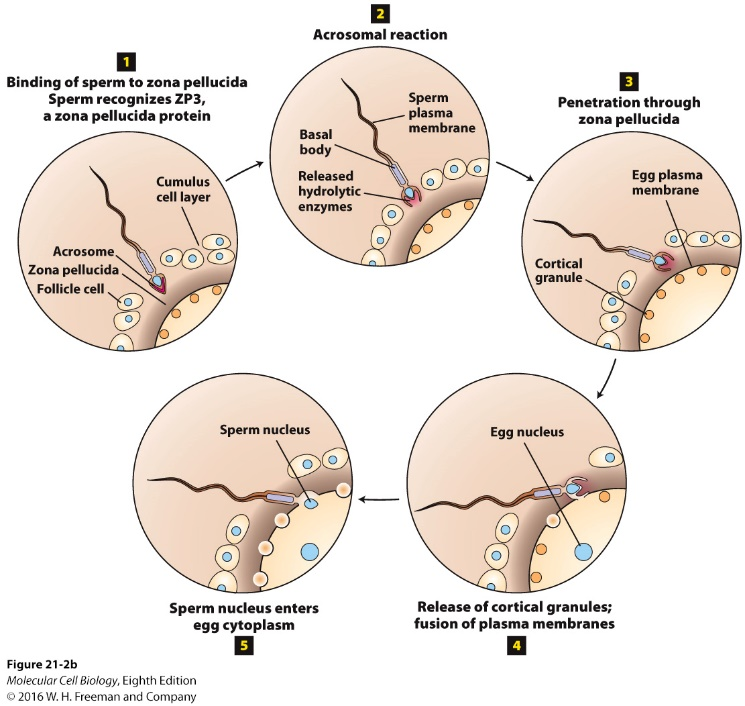 1
Binding of sperm to zona pellucida
Sperm recognizes ZP3,
a zona pellucida protein
Cumulus
cell layer
Acrosome
Zona pellucida
Follicle cell
2
Acrosomal reaction
Sperm
plasma
membrane
Basal
body
Released
hydrolytic
enzymes
3
Penetration through
zona pellucida
Egg plasma
membrane
Cortical
granule
Egg nucleus
Release of cortical granules;
fusion of plasma membranes
4
Sperm nucleus
Sperm nucleus enters
egg cytoplasm
5
Figure 21-2b
Molecular Cell Biology, Eighth Edition
© 2016 W. H. Freeman and Company